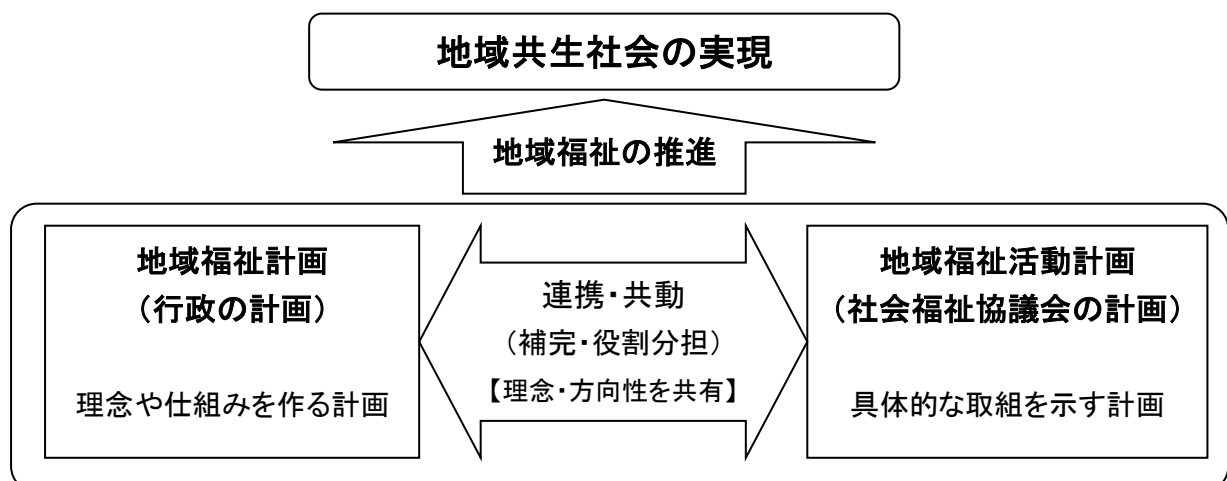 地域共生社会の実現
地域福祉の推進
地域福祉計画
（行政の計画）
理念や仕組みを作る計画
連携・共動
（補完・役割分担）
【理念・方向性を共有】
地域福祉活動計画
（社会福祉協議会の計画）
具体的な取組を示す計画